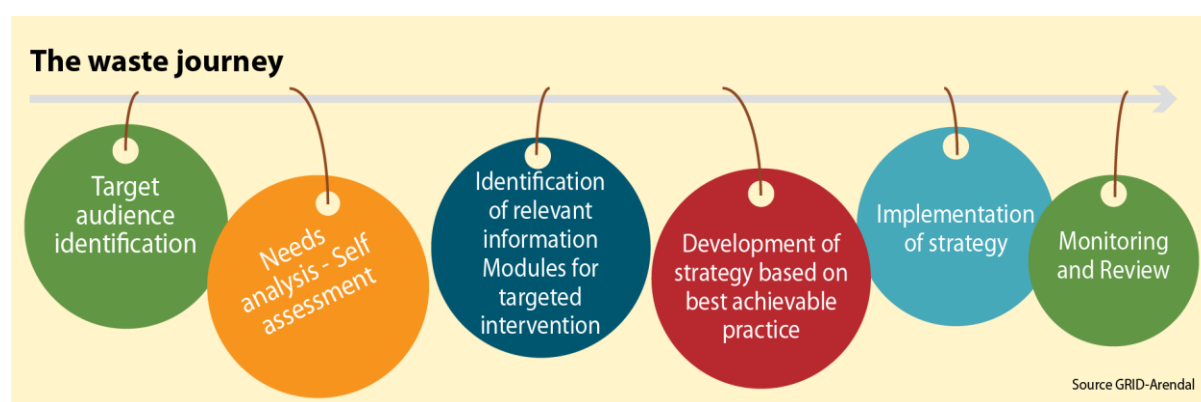 The waste journey
Target
audience
identification
Needs
analysis - Self
assessment
Identification
of relevant
information
Modules for
targeted
intervention
Development of
strategy based on
best achievable
practice
Implementation
of strategy
Monitoring
and Review
Source GRID-Arendal